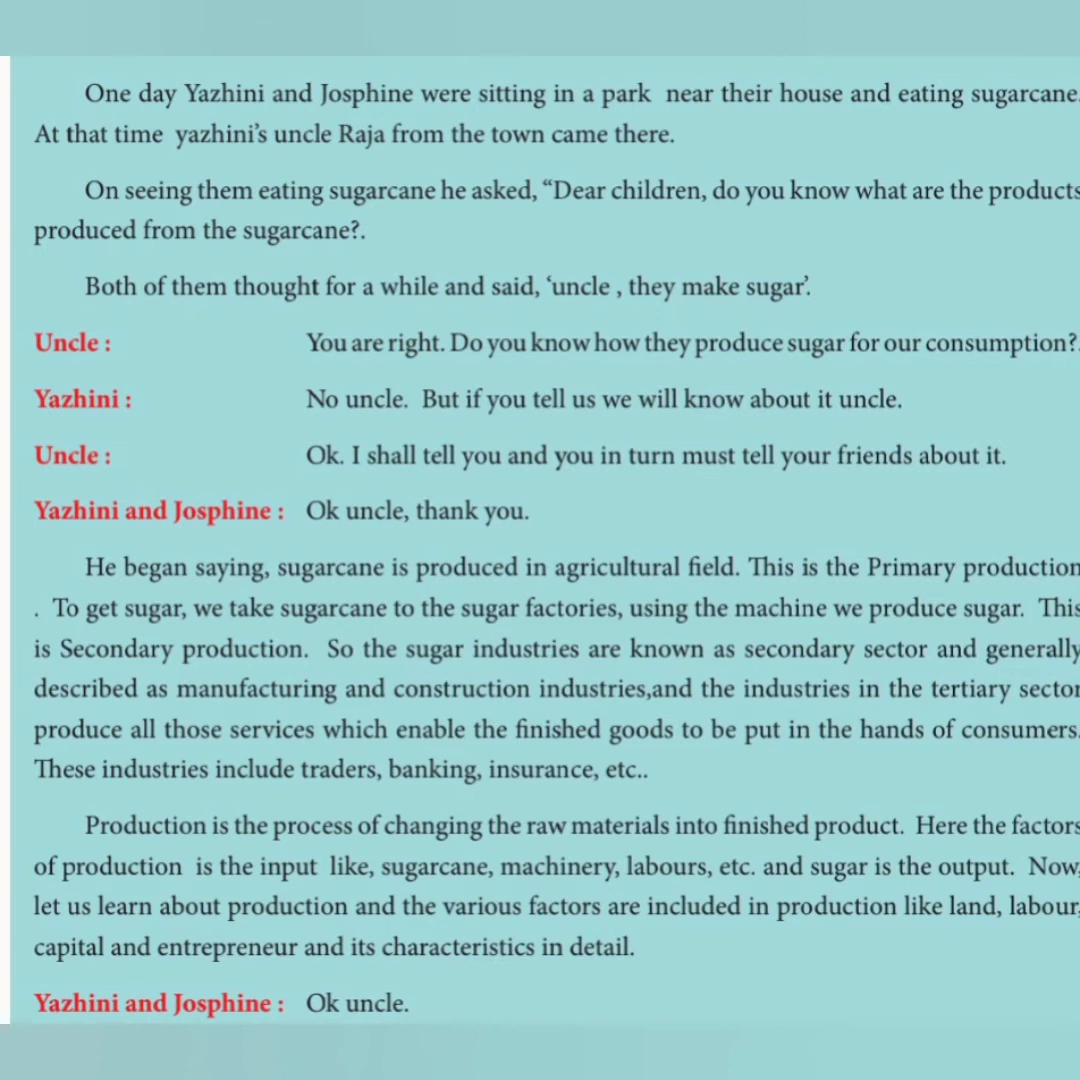 One day Yazhini and Josphine were sitting in a park near their house and eating sugarcane.
At that time yazhini’s uncle Raja from the town came there.
On seeing them eating sugarcane he asked, “Dear children, do you know what are the products
produced from the sugarcane?.
Both of them thought for a while and said, ‘uncle , they make sugar’.
Uncle : You are right. Do you know how they produce sugar for our consumption?.
Yazhini : No uncle. But if you tell us we will know about it uncle.
Uncle : Ok. I shall tell you and you in turn must tell your friends about it.
Yazhini and Josphine : Ok uncle, thank you.
He began saying, sugarcane is produced in agricultural field. This is the Primary production
. To get sugar, we take sugarcane to the sugar factories, using the machine we produce sugar. This
is Secondary production. So the sugar industries are known as secondary sector and generally
described as manufacturing and construction industries,and the industries in the tertiary sector
produce all those services which enable the finished goods to be put in the hands of consumers.
These industries include traders, banking, insurance, etc..
Production is the process of changing the raw materials into finished product. Here the factors
of production is the input like, sugarcane, machinery, labours, etc. and sugar is the output. Now,
let us learn about production and the various factors are included in production like land, labour,
capital and entrepreneur and its characteristics in detail.
Yazhini and Josphine : Ok uncle.